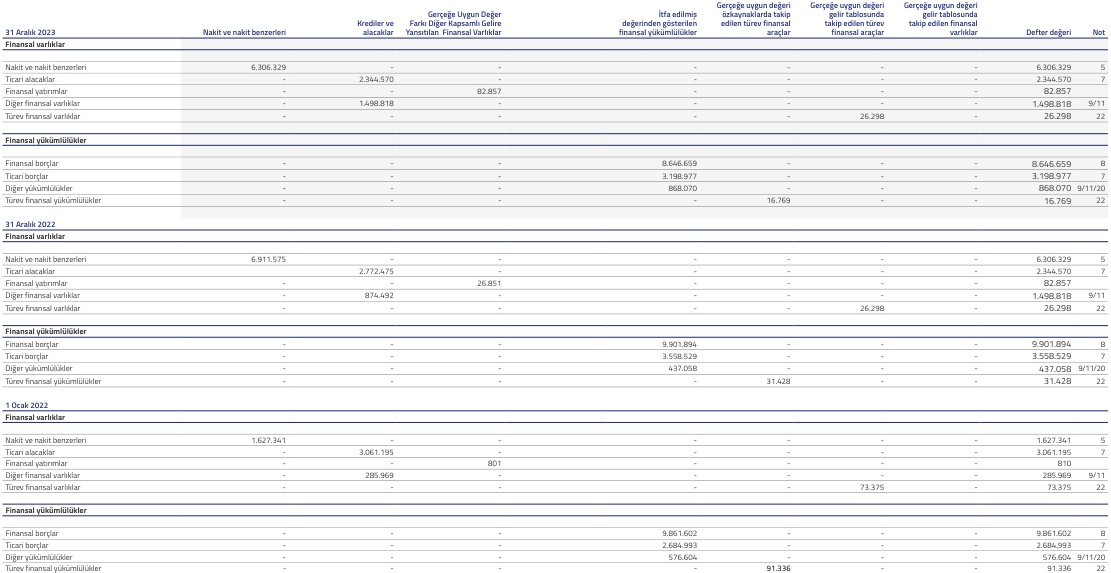 31 Aralık 2023 Nakit ve nakit benzerleri Krediler ve alacaklar Gerçeğe Uygun Değer Farkı Diğer Kapsamlı Gelire Yansıtılan Finansal Varlıklar İtfa edilmiş değerinden gösterilen finansal yükümlülükler Gerçeğe uygun değeri özkaynaklarda takip edilen türev finansal araçlar Gerçeğe uygun değeri gelir tablosunda takip edilen türev finansal araçlar Gerçeğe uygun değeri gelir tablosunda takip edilen finansal varlıklar Defter değeri Not
Finansal varlıklar
Nakit ve nakit benzerleri 6.306.329 - - - - - - 6.306.329 5
Ticari alacaklar - 2.344.570 - - - - - 2.344.570 7
Finansal yatırımlar - - 82.857 - - - - 82.857
Diğer finansal varlıklar - 1.498.818 - - - - - 1.498.818 9/11
Türev finansal varlıklar - - - - - 26.298 - 26.298 22
Finansal yükümlülükler
Finansal borçlar - - - 8.646.659 - - - 8.646.659 8
Ticari borçlar - - - 3.198.977 - - - 3.198.977 7
Diğer yükümlülükler - - - 868.070 - - - 868.070 9/11/20
Türev finansal yükümlülükler - - - - 16.769 - - 16.769 22
31 Aralık 2022
Finansal varlıklar
Nakit ve nakit benzerleri 6.911.575 - - - - - - 6.306.329 5
Ticari alacaklar - 2.772.475 - - - - - 2.344.570 7
Finansal yatırımlar - - 26.851 - - - - 82.857
Diğer finansal varlıklar - 874.492 - - - - - 1.498.818 9/11
Türev finansal varlıklar - - - - - 26.298 - 26.298 22
Finansal yükümlülükler
Finansal borçlar - - - 9.901.894 - - - 9.901.894 8
Ticari borçlar - - - 3.558.529 - - - 3.558.529 7
Diğer yükümlülükler - - - 437.058 - - - 437.058 9/11/20
Türev finansal yükümlülükler - - - - 31.428 - - 31.428 22
1 Ocak 2022
Finansal varlıklar
Nakit ve nakit benzerleri 1.627.341 - - - - - - 1.627.341 5
Ticari alacaklar - 3.061.195 - - - - - 3.061.195 7
Finansal yatırımlar - - 801 - - - - 810
Diğer finansal varlıklar - 285.969 - - - - - 285.969 9/11
Türev finansal varlıklar - - - - - 73.375 - 73.375 22
Finansal yükümlülükler
Finansal borçlar - - - 9.861.602 - - - 9.861.602 8
Ticari borçlar - - - 2.684.993 - - - 2.684.993 7
Diğer yükümlülükler - - - 576.604 - - - 576.604 9/11/20
Türev finansal yükümlülükler - - - - 91.336 - - 91.336 22